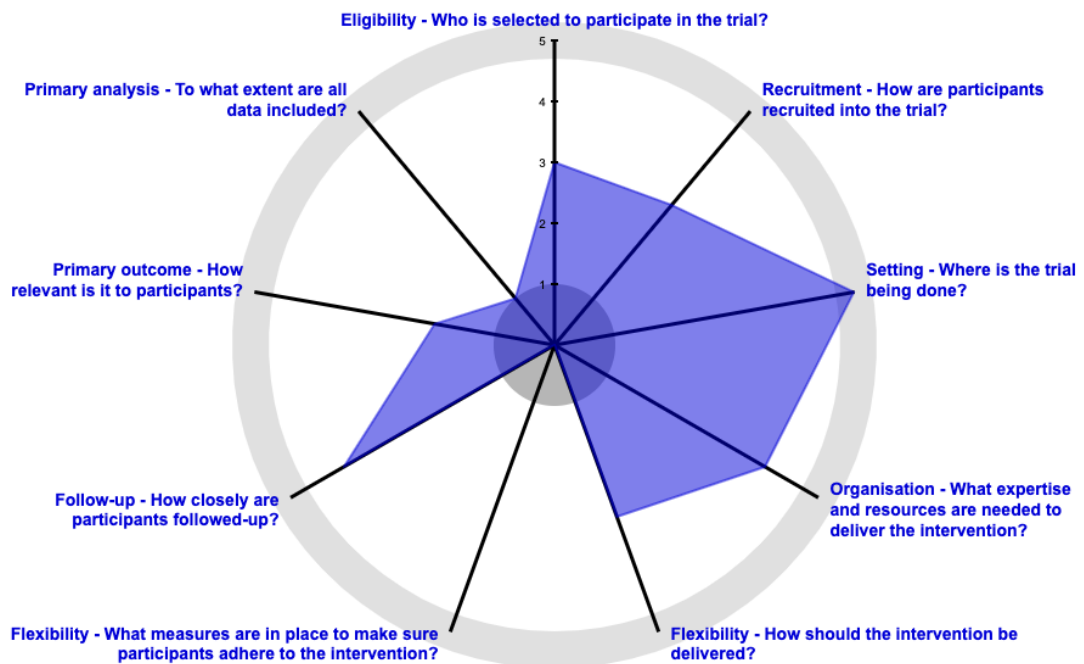 Eligibility - Who is selected to participate in the trial?
5
4
3
2
1
Recruitment - How are participants
recruited into the trial?
Setting - Where is the trial
being done?
Organisation - What expertise
and resources are needed to
deliver the intervention?
Flexibility - How should the intervention be
delivered?
Flexibility - What measures are in place to make sure
participants adhere to the intervention?
Follow-up - How closely are
participants followed-up?
Primary outcome - How
relevant is it to participants?
Primary analysis - To what extent are all
data included?